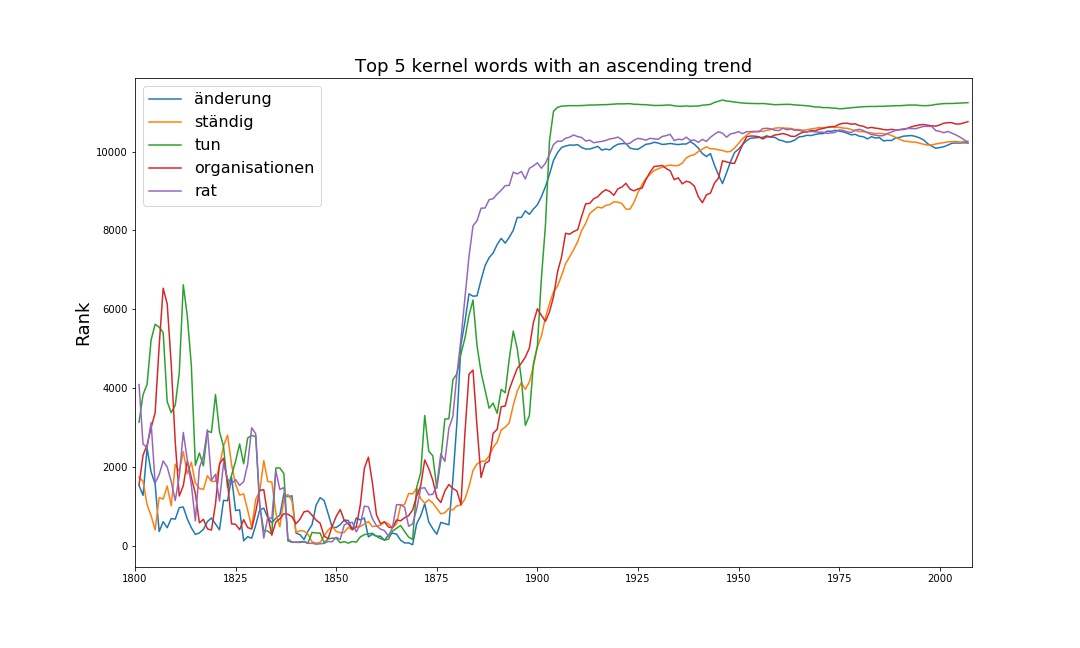 Top 5 kernel words with an ascending trend
änderung
ständig
tun
organisationen
rat
Rank
10000
8000
6000
4000
2000
0
1800 1825 1850 1875 1900 1925 1950 1975 2000